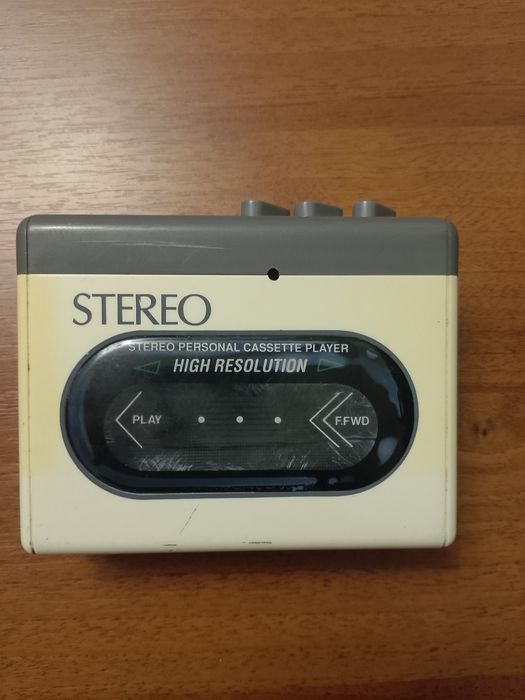 STEREO
STEREO PERSONAL CASSETTE PLAYER
HIGH RESOLUTION
PLAY F.FWD